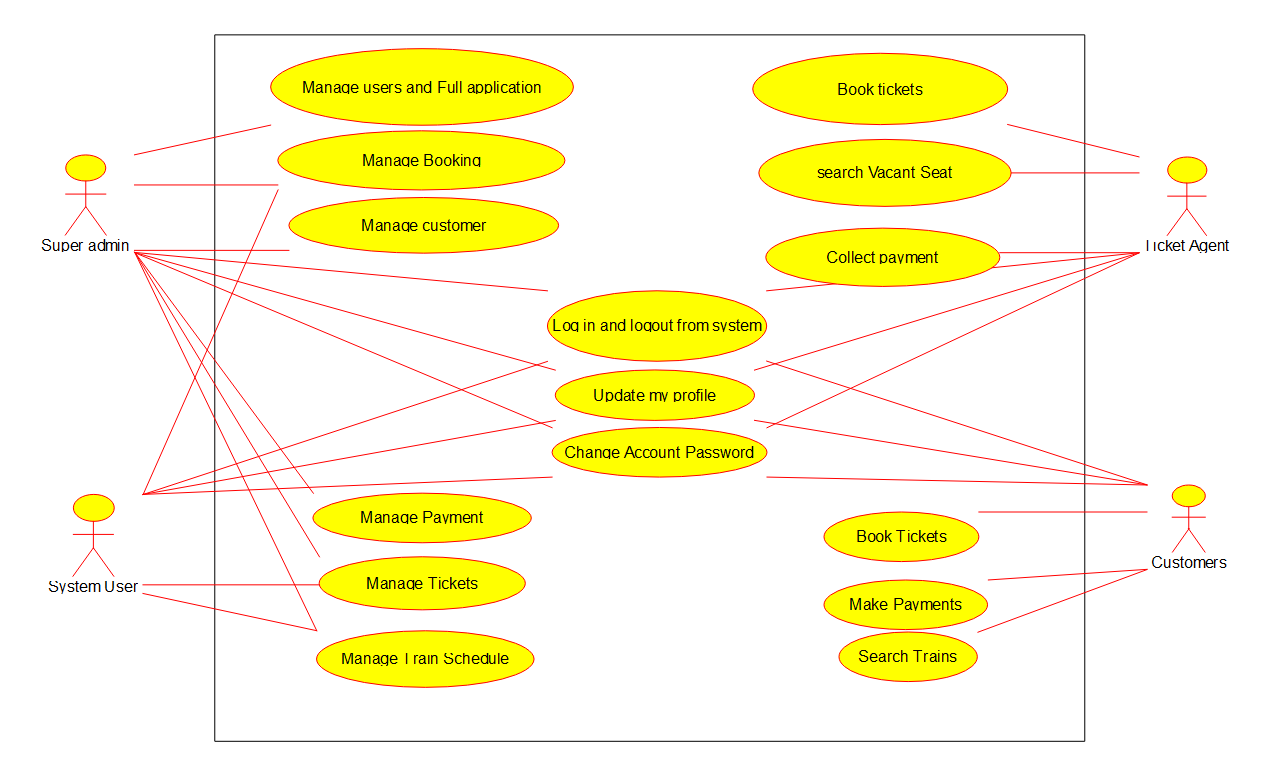 Manage users and Full application
Book tickets
Manage Booking
search Vacant Seat
Manage customer
Super admin
Ticket Agent
Collect payment
Log in and logout from system
Update my profile
Change Account Password
Manage Payment
Book Tickets
Customers
Manage Tickets
System User
Make Payments
Manage Train Schedule
Search Trains